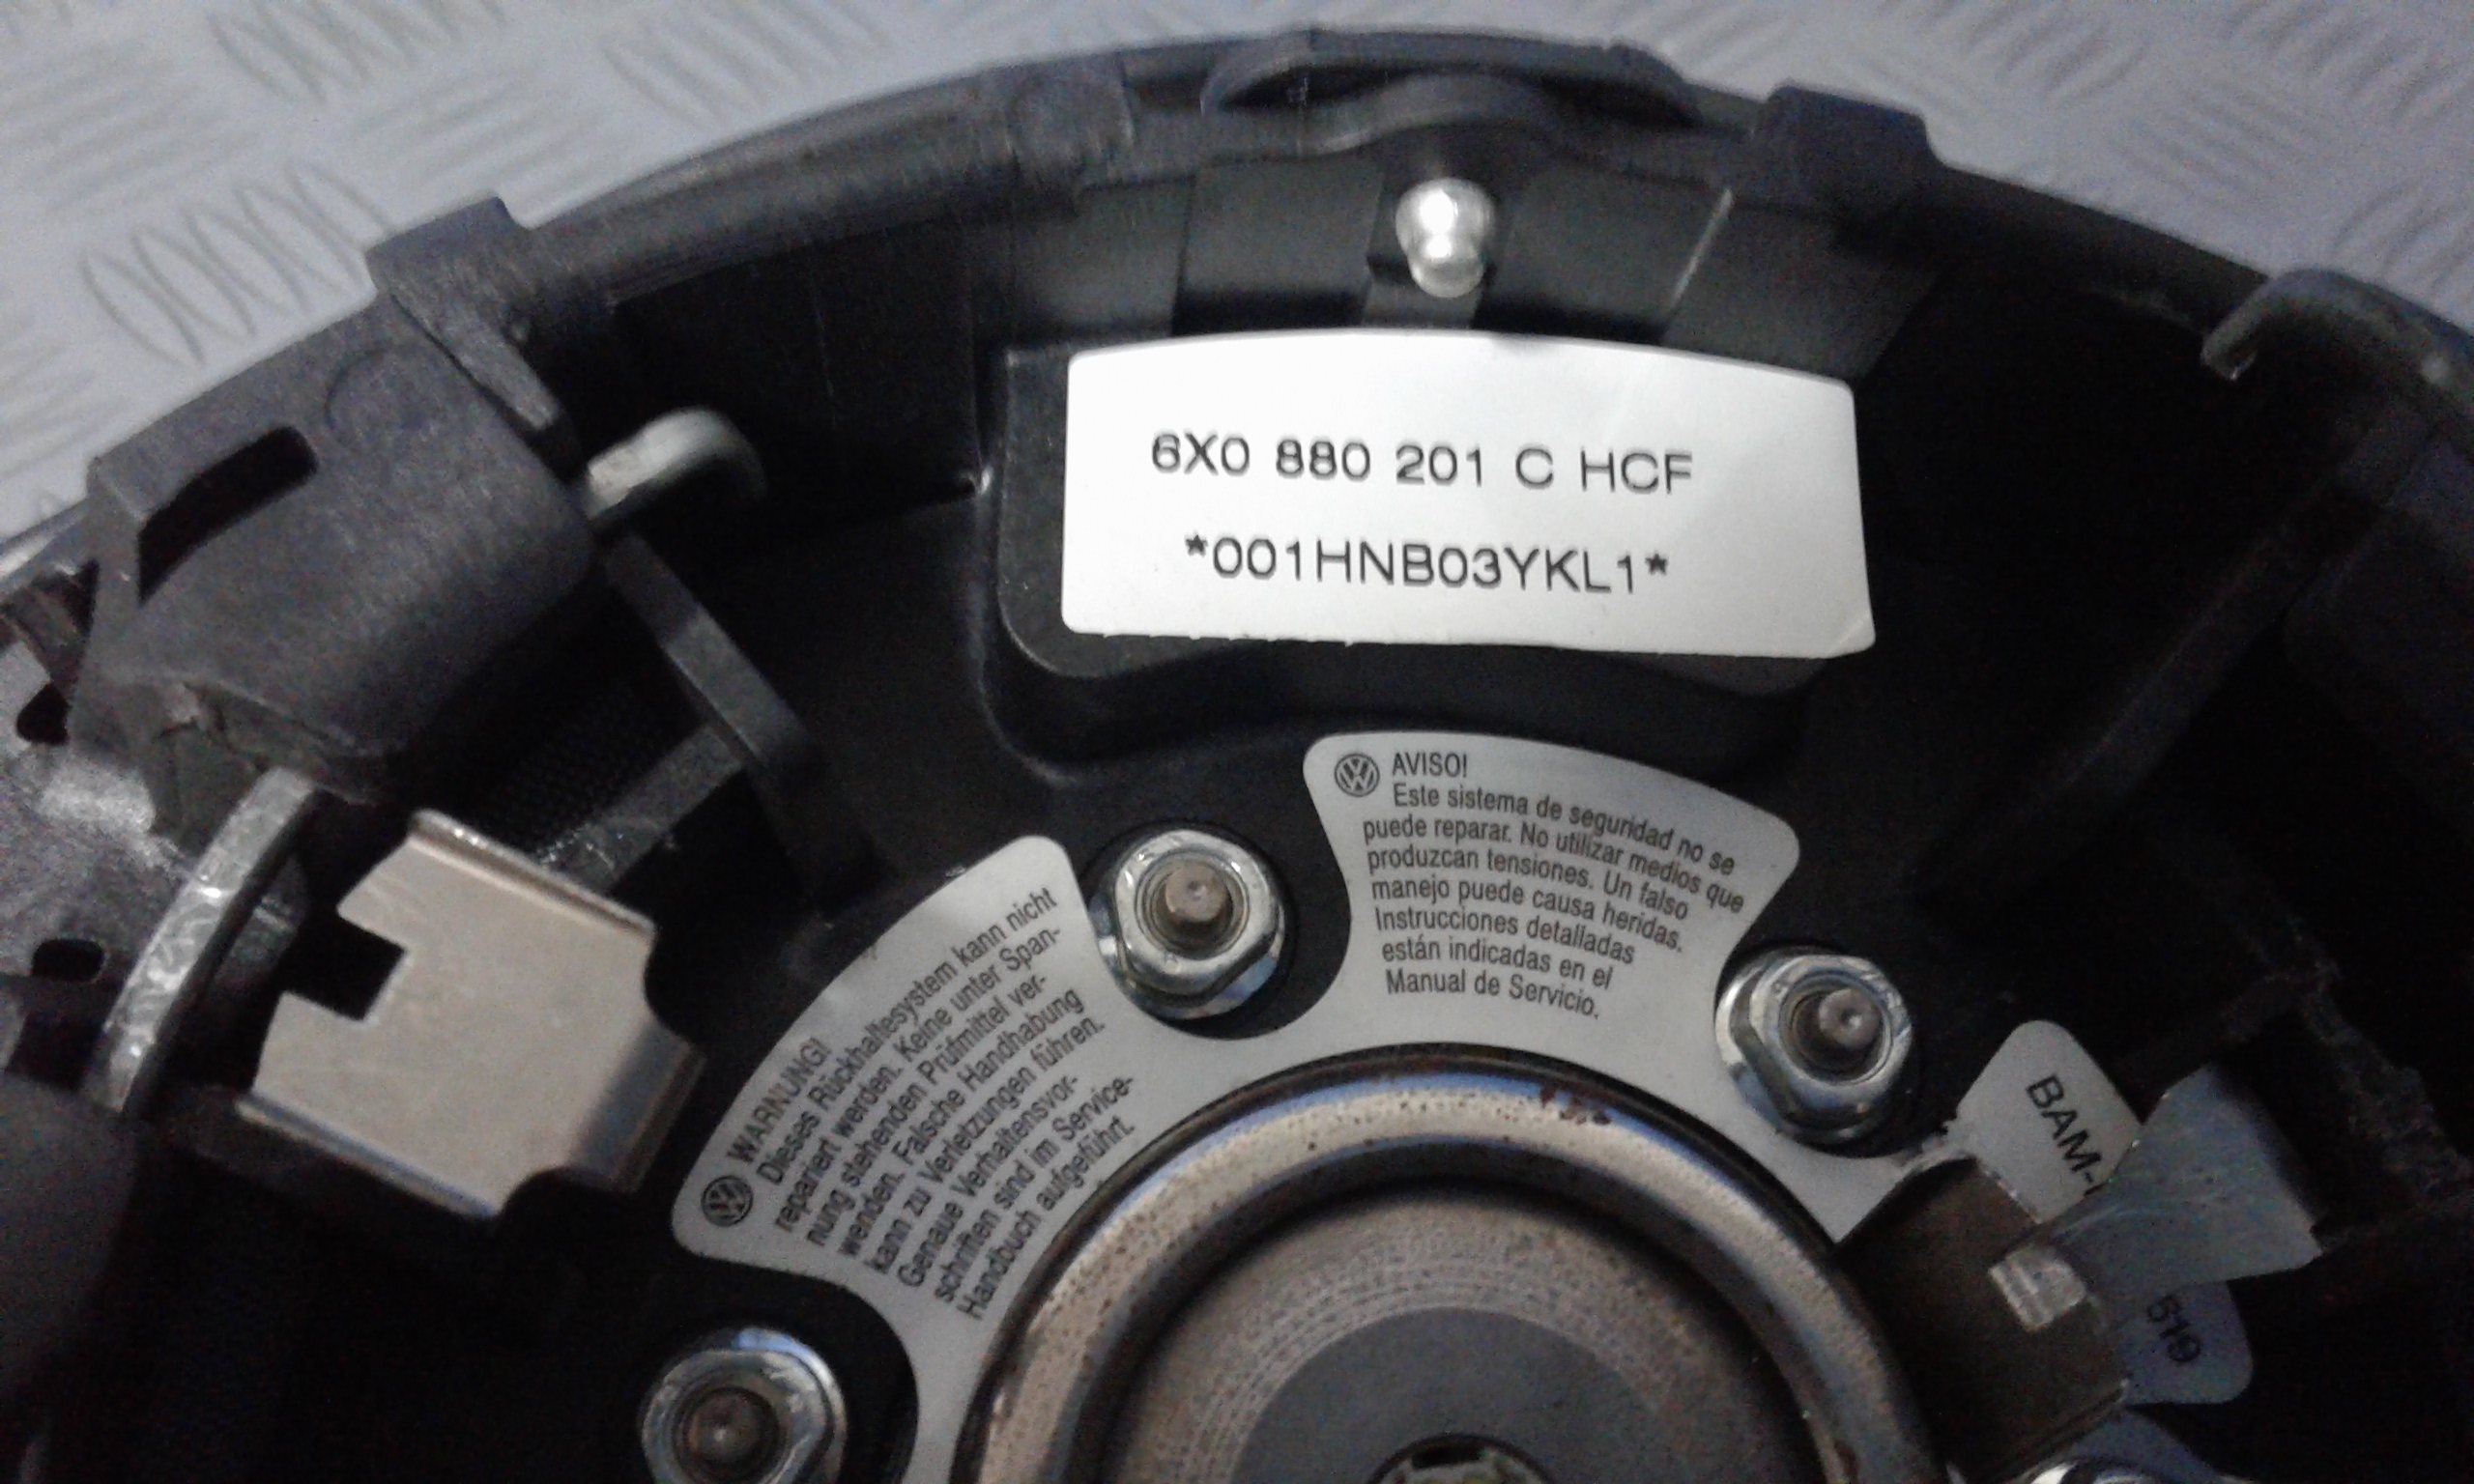 6X0 880 201 C HCF
*001HNB03YKL1*
AVISO!
Este sistema de seguridad no se
puede reparar. No utilizar medios que
produzcan tensiones. Un falso
manejo puede causa heridas.
Instrucciones detalladas
están indicadas en el
Manual de Servicio.
WARNUNG!
Dieses Rückhaltesystem kann nicht
repariert werden. Keine unter Span-
nung stehenden Prüfmittel ver-
wenden. Falsche Handhabung
kann zu Verletzungen führen.
Genaue Verhaltensvor-
schriften sind im Service-
Handbuch aufgeführt.
BAM-